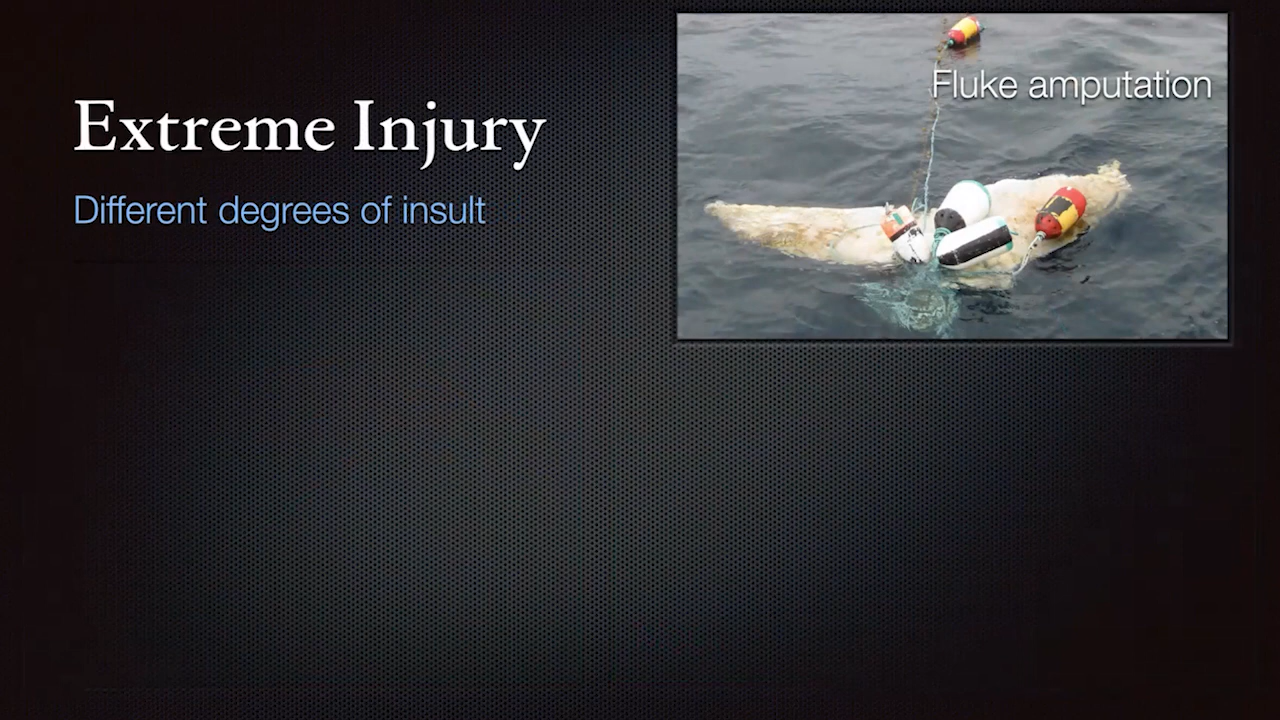 Extreme Injury
Different degrees of insult
Fluke amputation